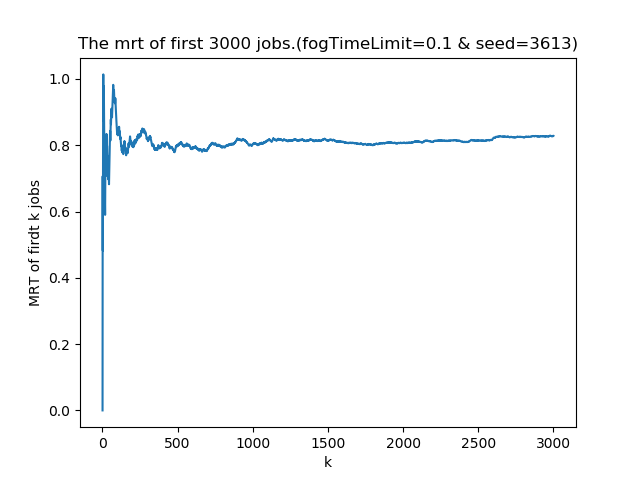 The mrt of first 3000 jobs.(fogTimeLimit=0.1 & seed=3613)
1.0
0.8
0.6
0.4
0.2
0.0
MRT of firdt k jobs
0 500 1000 1500 2000 2500 3000
k